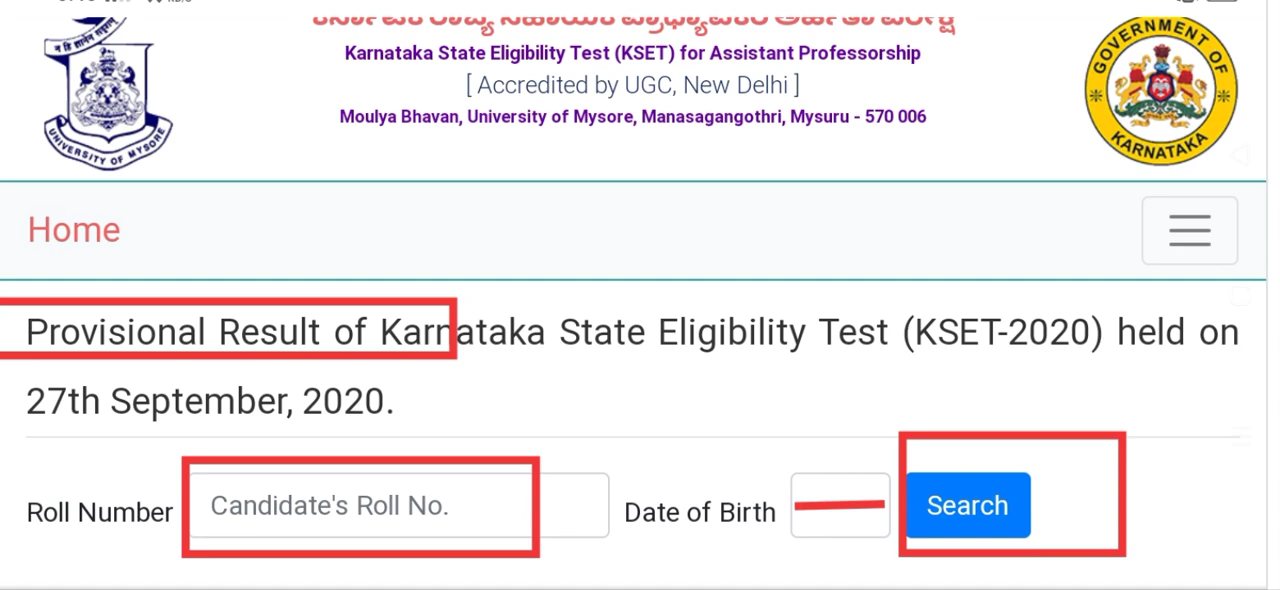 Karnataka State Eligibility Test (KSET) for Assistant Professorship
[ Accredited by UGC, New Delhi ]
Moulya Bhavan, University of Mysore, Manasagangothri, Mysuru - 570 006
UNIVERSITY OF MYSORE
GOVERNMENT OF
KARNATAKA
Home
Provisional Result of Karnataka State Eligibility Test (KSET-2020) held on
27th September, 2020.
Roll Number Candidate's Roll No. Date of Birth Search